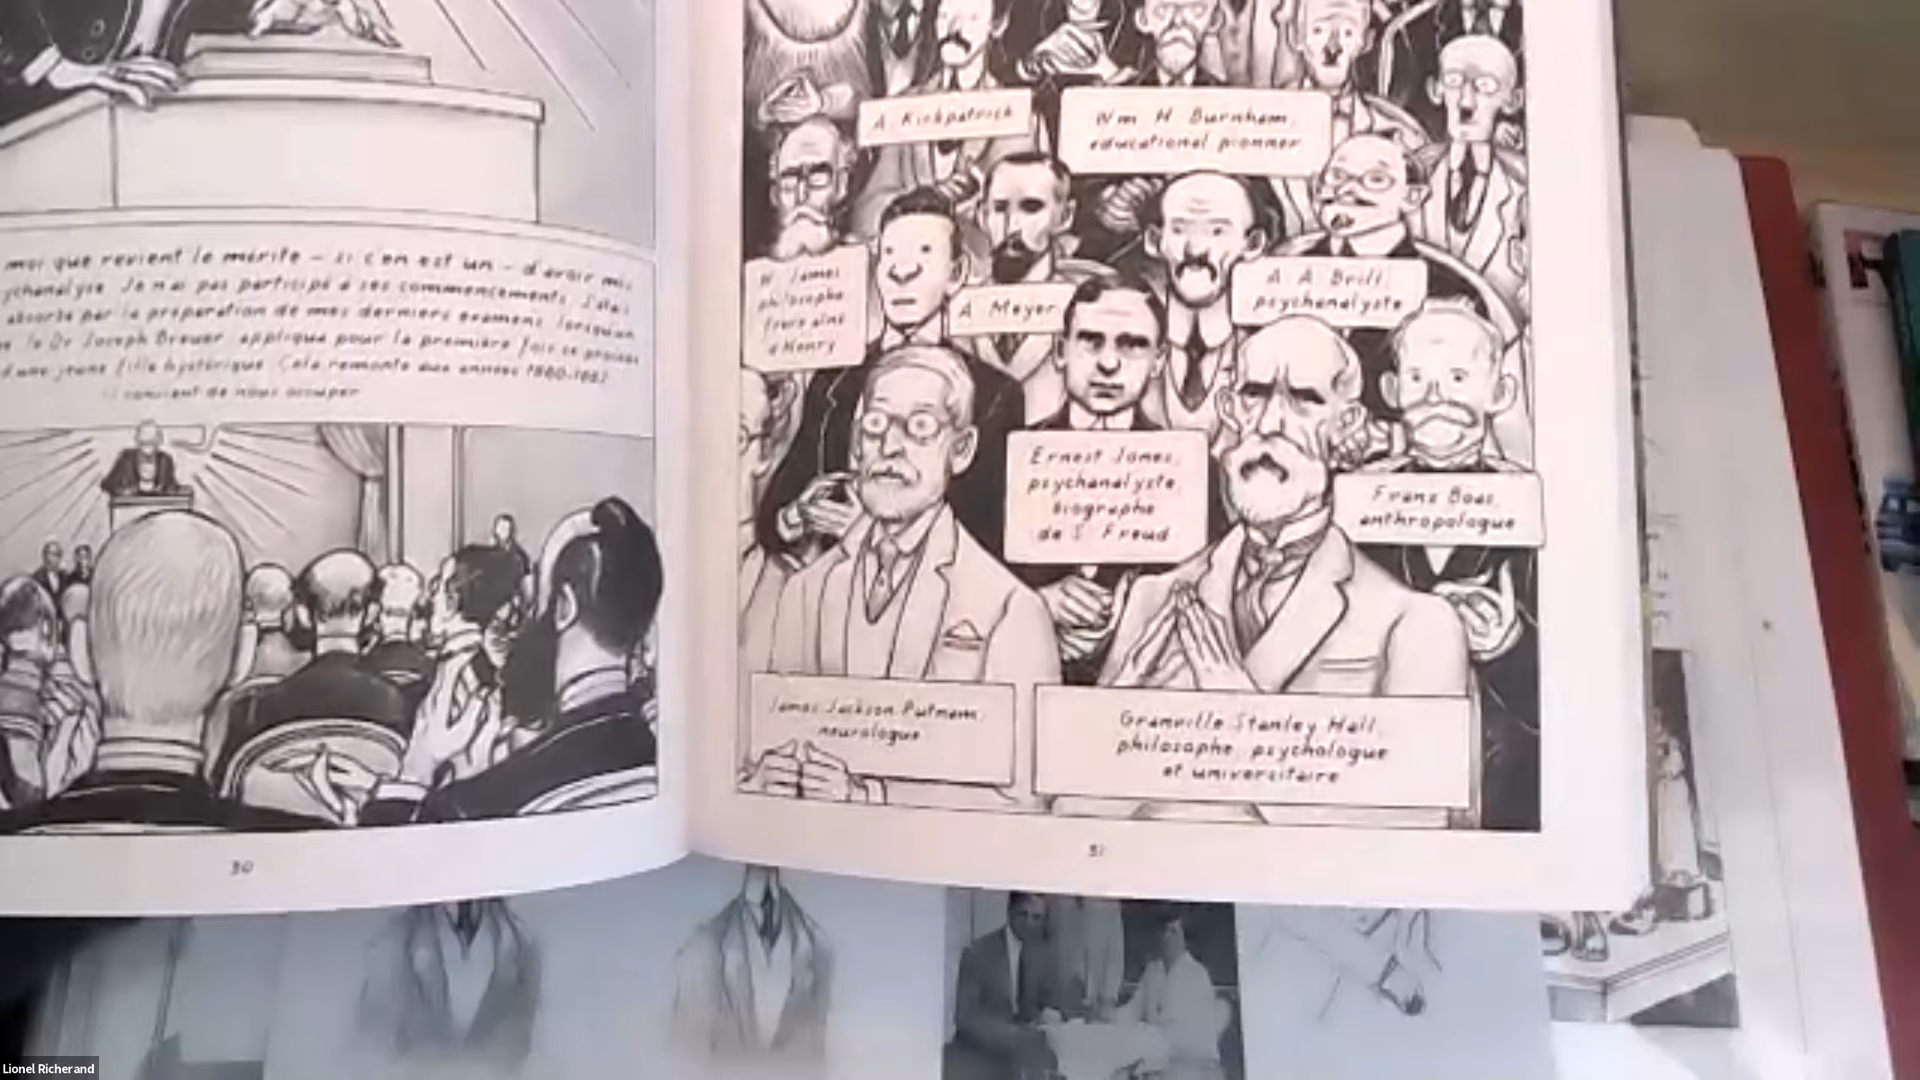 moi que revient le mérite - si c'en est un - d'avoir mis
ychanalyse. Je n'ai pas participé à ses commencements. J'étais
absorbé par la préparation de mes derniers examens lorsqu'un
le Dr Joseph Breuer appliqua pour la première fois ce procédé
d'une jeune fille hystérique. Cela remonte aux années 1880-1882
il convient de nous occuper
30
A. Kirkpatrick
Wm H. Burnham,
educational pionner
W. James
philosophe
frère aîné
d'Henry
A. Meyer
A. A. Brill,
psychanalyste
Ernest Jones,
psychanalyste,
biographe
de S. Freud
Franz Boas,
anthropologue
James Jackson Putnam,
neurologue
Granville Stanley Hall,
philosophe, psychologue
et universitaire
31
Lionel Richerand